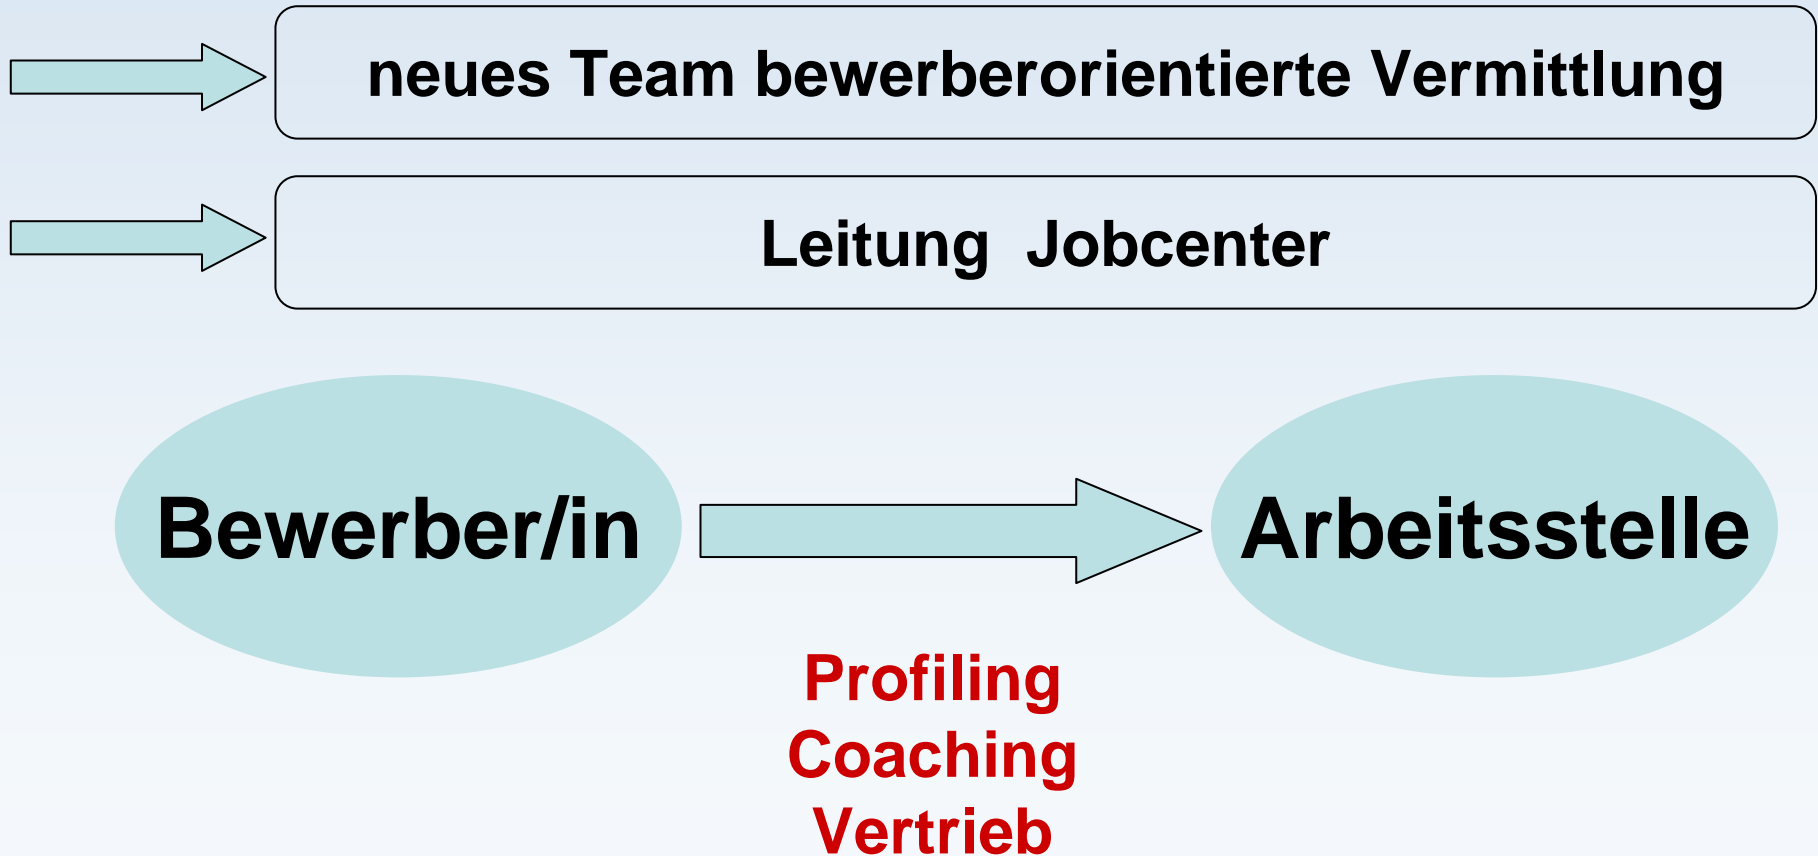 neues Team bewerberorientierte Vermittlung
Leitung Jobcenter
Bewerber/in
Arbeitsstelle
Profiling
Coaching
Vertrieb